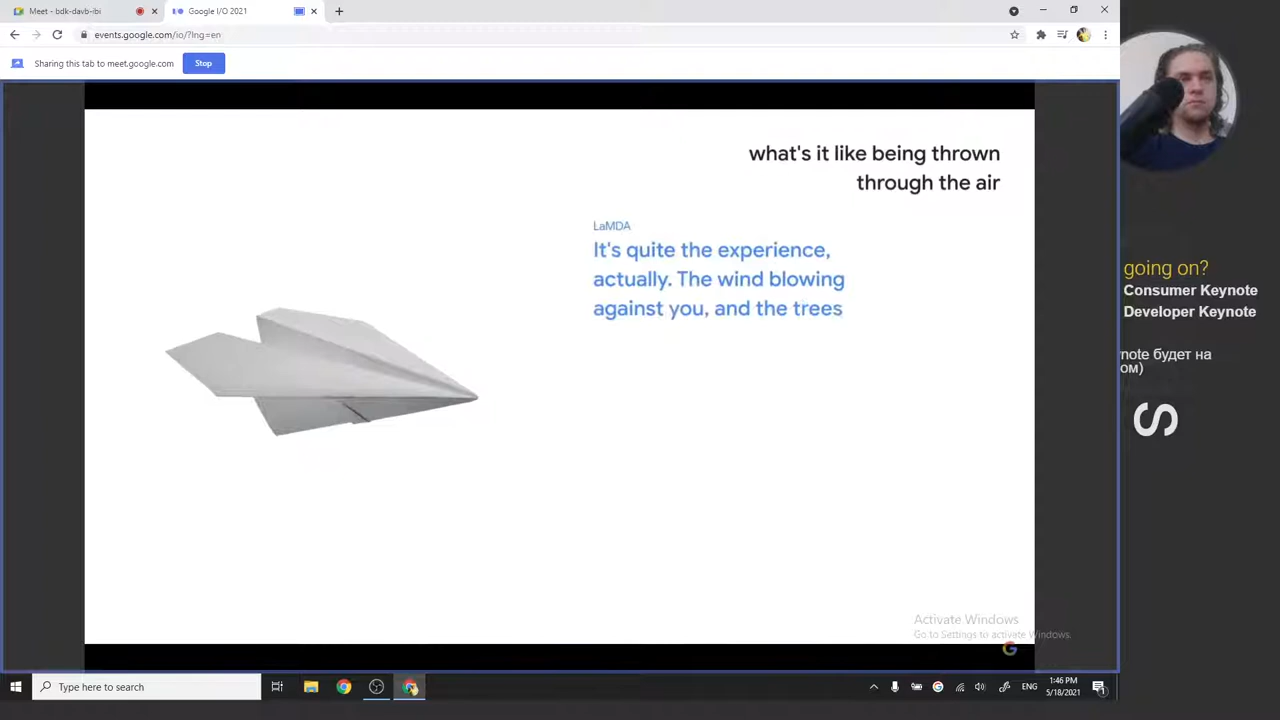 Meet - bdk-davb-ibi
Google I/O 2021
events.google.com/io/?lng=en
Sharing this tab to meet.google.com
Stop
what's it like being thrown
through the air
LaMDA
It's quite the experience,
actually. The wind blowing
against you, and the trees
going on?
Consumer Keynote
Developer Keynote
note будет на
ом)
S
Activate Windows
Go to Settings to activate Windows.
G
Type here to search
ENG
1:46 PM
5/18/2021